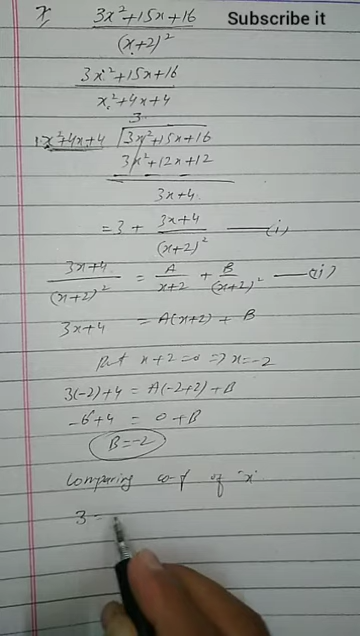 x, 3x²+15x+16 Subscribe it
(x+2)²
3x²+15x+16
x²+4x+4
3
x²+4x+4 3x²+15x+16
3x²+12x+12
3x+4
= 3 + 3x+4 —(i)
(x+2)²
3x+4 = A + B —(ii)
(x+2)² x+2 (x+2)²
3x+4 = A(x+2) + B
Put x+2=0 => x=-2
3(-2)+4 = A(-2+2)+B
-6+4 = 0+B
B=-2
Comparing co-f of 'x'
3 =